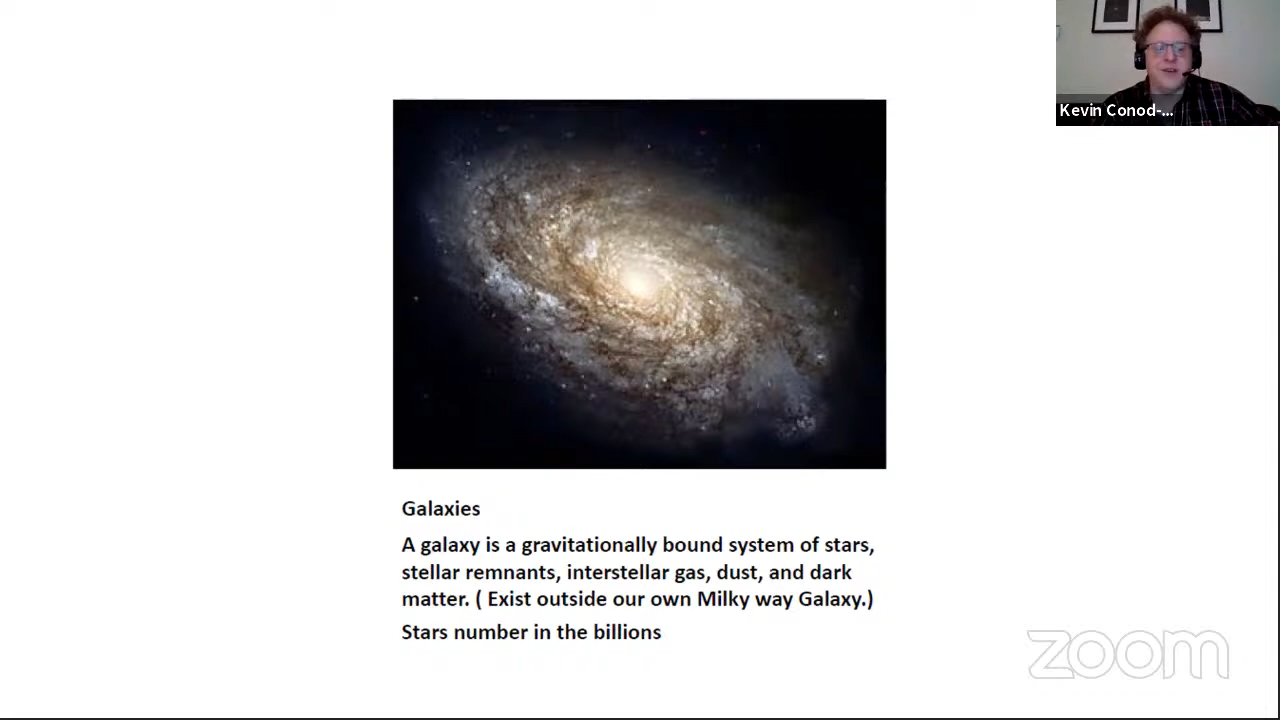 Kevin Conod-...
Galaxies
A galaxy is a gravitationally bound system of stars,
stellar remnants, interstellar gas, dust, and dark
matter. ( Exist outside our own Milky way Galaxy.)
Stars number in the billions
zoom